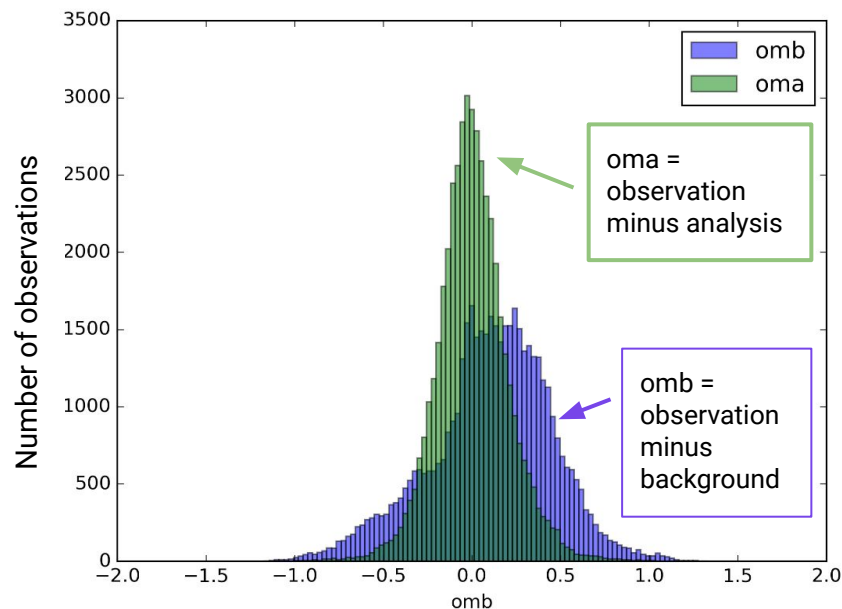 3500
3000
2500
2000
1500
1000
500
0
Number of observations
omb
oma
oma =
observation
minus analysis
omb =
observation
minus
background
−2.0 −1.5 −1.0 −0.5 0.0 0.5 1.0 1.5 2.0
omb